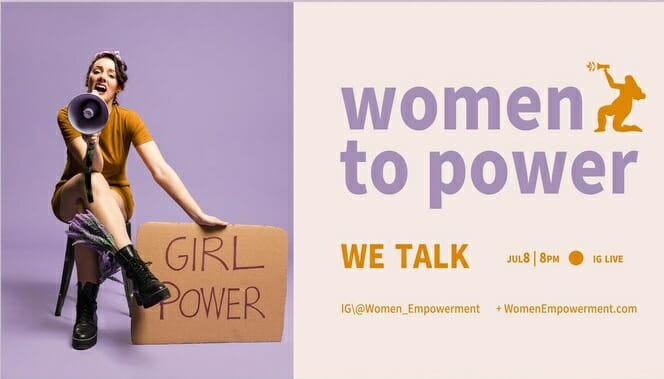 GIRL
POWER
women
to power
WE TALK
JUL8 | 8PM
IG LIVE
IG\@Women_Empowerment
+ WomenEmpowerment.com